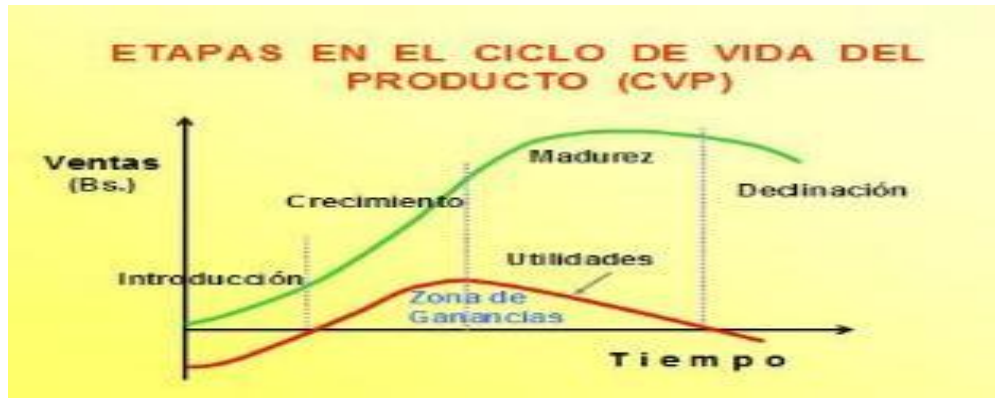 ETAPAS EN EL CICLO DE VIDA DEL
PRODUCTO (CVP)
Ventas
(Bs.)
Madurez
Declinación
Crecimiento
Utilidades
Introducción
Zona de
Ganancias
Tiempo